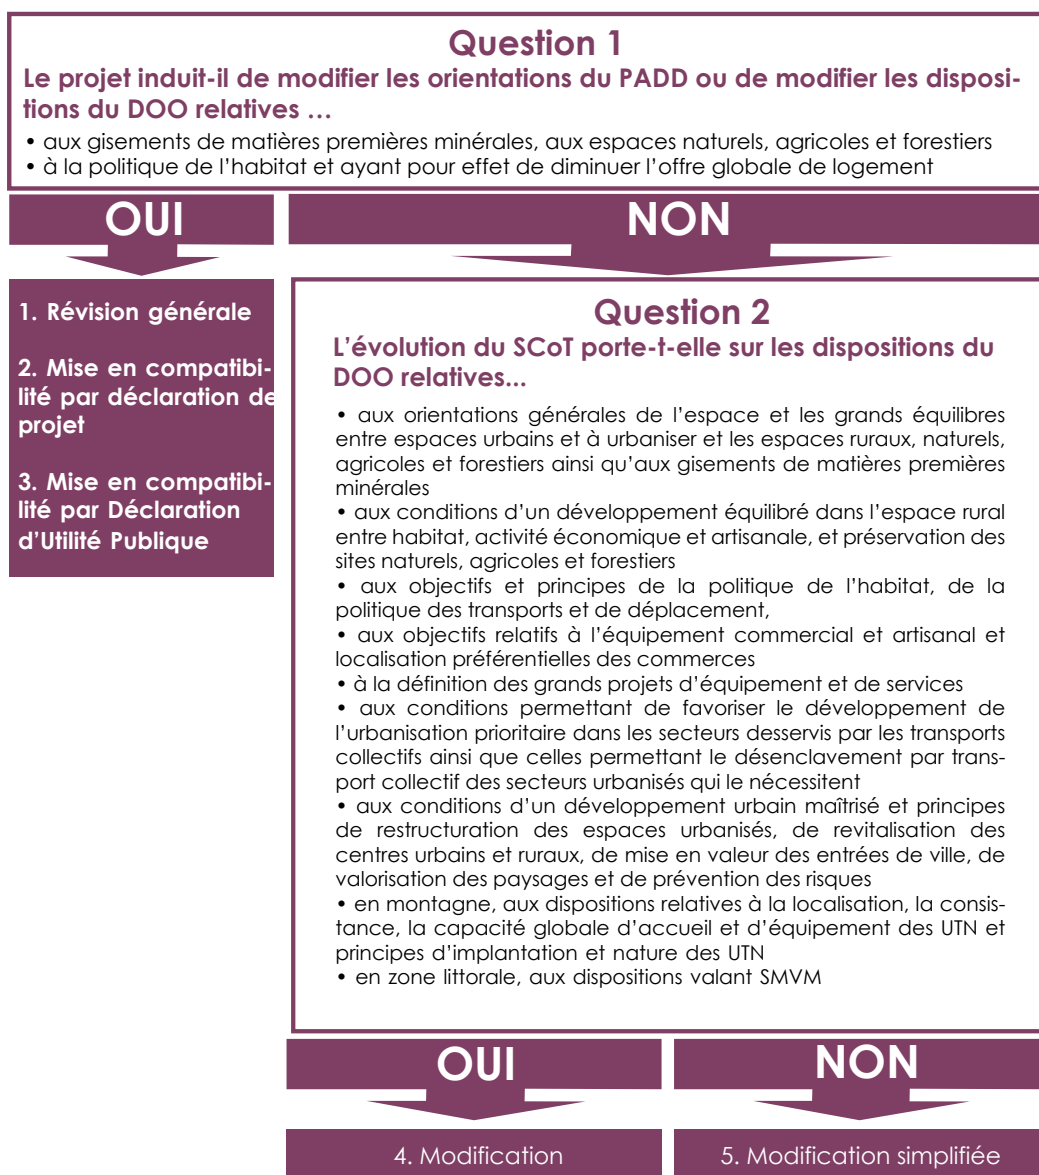 Question 1
Le projet induit-il de modifier les orientations du PADD ou de modifier les disposi-
tions du DOO relatives …
• aux gisements de matières premières minérales, aux espaces naturels, agricoles et forestiers
• à la politique de l'habitat et ayant pour effet de diminuer l'offre globale de logement
OUI
NON
1. Révision générale
2. Mise en compatibi-
lité par déclaration de
projet
3. Mise en compatibi-
lité par Déclaration
d'Utilité Publique
Question 2
L'évolution du SCoT porte-t-elle sur les dispositions du
DOO relatives...
• aux orientations générales de l'espace et les grands équilibres
entre espaces urbains et à urbaniser et les espaces ruraux, naturels,
agricoles et forestiers ainsi qu'aux gisements de matières premières
minérales
• aux conditions d'un développement équilibré dans l'espace rural
entre habitat, activité économique et artisanale, et préservation des
sites naturels, agricoles et forestiers
• aux objectifs et principes de la politique de l'habitat, de la
politique des transports et de déplacement,
• aux objectifs relatifs à l'équipement commercial et artisanal et
localisation préférentielles des commerces
• à la définition des grands projets d'équipement et de services
• aux conditions permettant de favoriser le développement de
l'urbanisation prioritaire dans les secteurs desservis par les transports
collectifs ainsi que celles permettant le désenclavement par trans-
port collectif des secteurs urbanisés qui le nécessitent
• aux conditions d'un développement urbain maîtrisé et principes
de restructuration des espaces urbanisés, de revitalisation des
centres urbains et ruraux, de mise en valeur des entrées de ville, de
valorisation des paysages et de prévention des risques
• en montagne, aux dispositions relatives à la localisation, la consis-
tance, la capacité globale d'accueil et d'équipement des UTN et
principes d'implantation et nature des UTN
• en zone littorale, aux dispositions valant SMVM
OUI
NON
4. Modification
5. Modification simplifiée